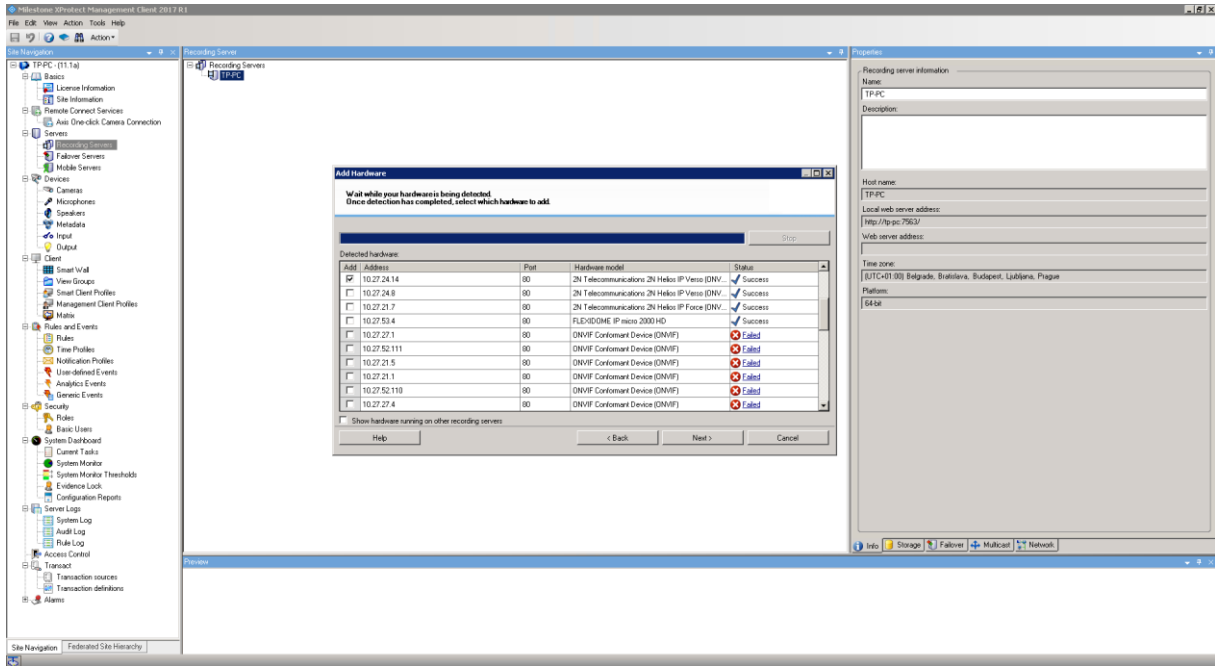 Milestone XProtect Management Client 2017 R1
File Edit View Action Tools Help
Action
Site Navigation
TP-PC - (11.1a)
Basics
License Information
Site Information
Remote Connect Services
Axis One-click Camera Connection
Servers
Recording Servers
Failover Servers
Mobile Servers
Devices
Cameras
Microphones
Speakers
Metadata
Input
Output
Client
Smart Wall
View Groups
Smart Client Profiles
Management Client Profiles
Matrix
Rules and Events
Rules
Time Profiles
Notification Profiles
User-defined Events
Analytics Events
Generic Events
Security
Roles
Basic Users
System Dashboard
Current Tasks
System Monitor
System Monitor Thresholds
Evidence Lock
Configuration Reports
Server Logs
System Log
Audit Log
Rule Log
Access Control
Transact
Transaction sources
Transaction definitions
Alarms
Site Navigation Federated Site Hierarchy
Recording Server
Recording Servers
TP-PC
Add Hardware
Wait while your hardware is being detected.
Once detection has completed, select which hardware to add.
Stop
Detected hardware:
Add Address Port Hardware model Status
10.27.24.14 80 2N Telecommunications 2N Helios IP Verso (ONV... Success
10.27.24.8 80 2N Telecommunications 2N Helios IP Verso (ONV... Success
10.27.21.7 80 2N Telecommunications 2N Helios IP Force (ONV... Success
10.27.53.4 80 FLEXIDOME IP micro 2000 HD Success
10.27.27.1 80 ONVIF Conformant Device (ONVIF) Failed
10.27.52.111 80 ONVIF Conformant Device (ONVIF) Failed
10.27.21.5 80 ONVIF Conformant Device (ONVIF) Failed
10.27.21.1 80 ONVIF Conformant Device (ONVIF) Failed
10.27.52.110 80 ONVIF Conformant Device (ONVIF) Failed
10.27.27.4 80 ONVIF Conformant Device (ONVIF) Failed
Show hardware running on other recording servers
Help < Back Next > Cancel
Preview
Properties
Recording server information
Name:
TP-PC
Description:
Host name:
TP-PC
Local web server address:
http://tp-pc:7563/
Web server address:
Time zone:
(UTC+01:00) Belgrade, Bratislava, Budapest, Ljubljana, Prague
Platform:
64-bit
Info Storage Failover Multicast Network